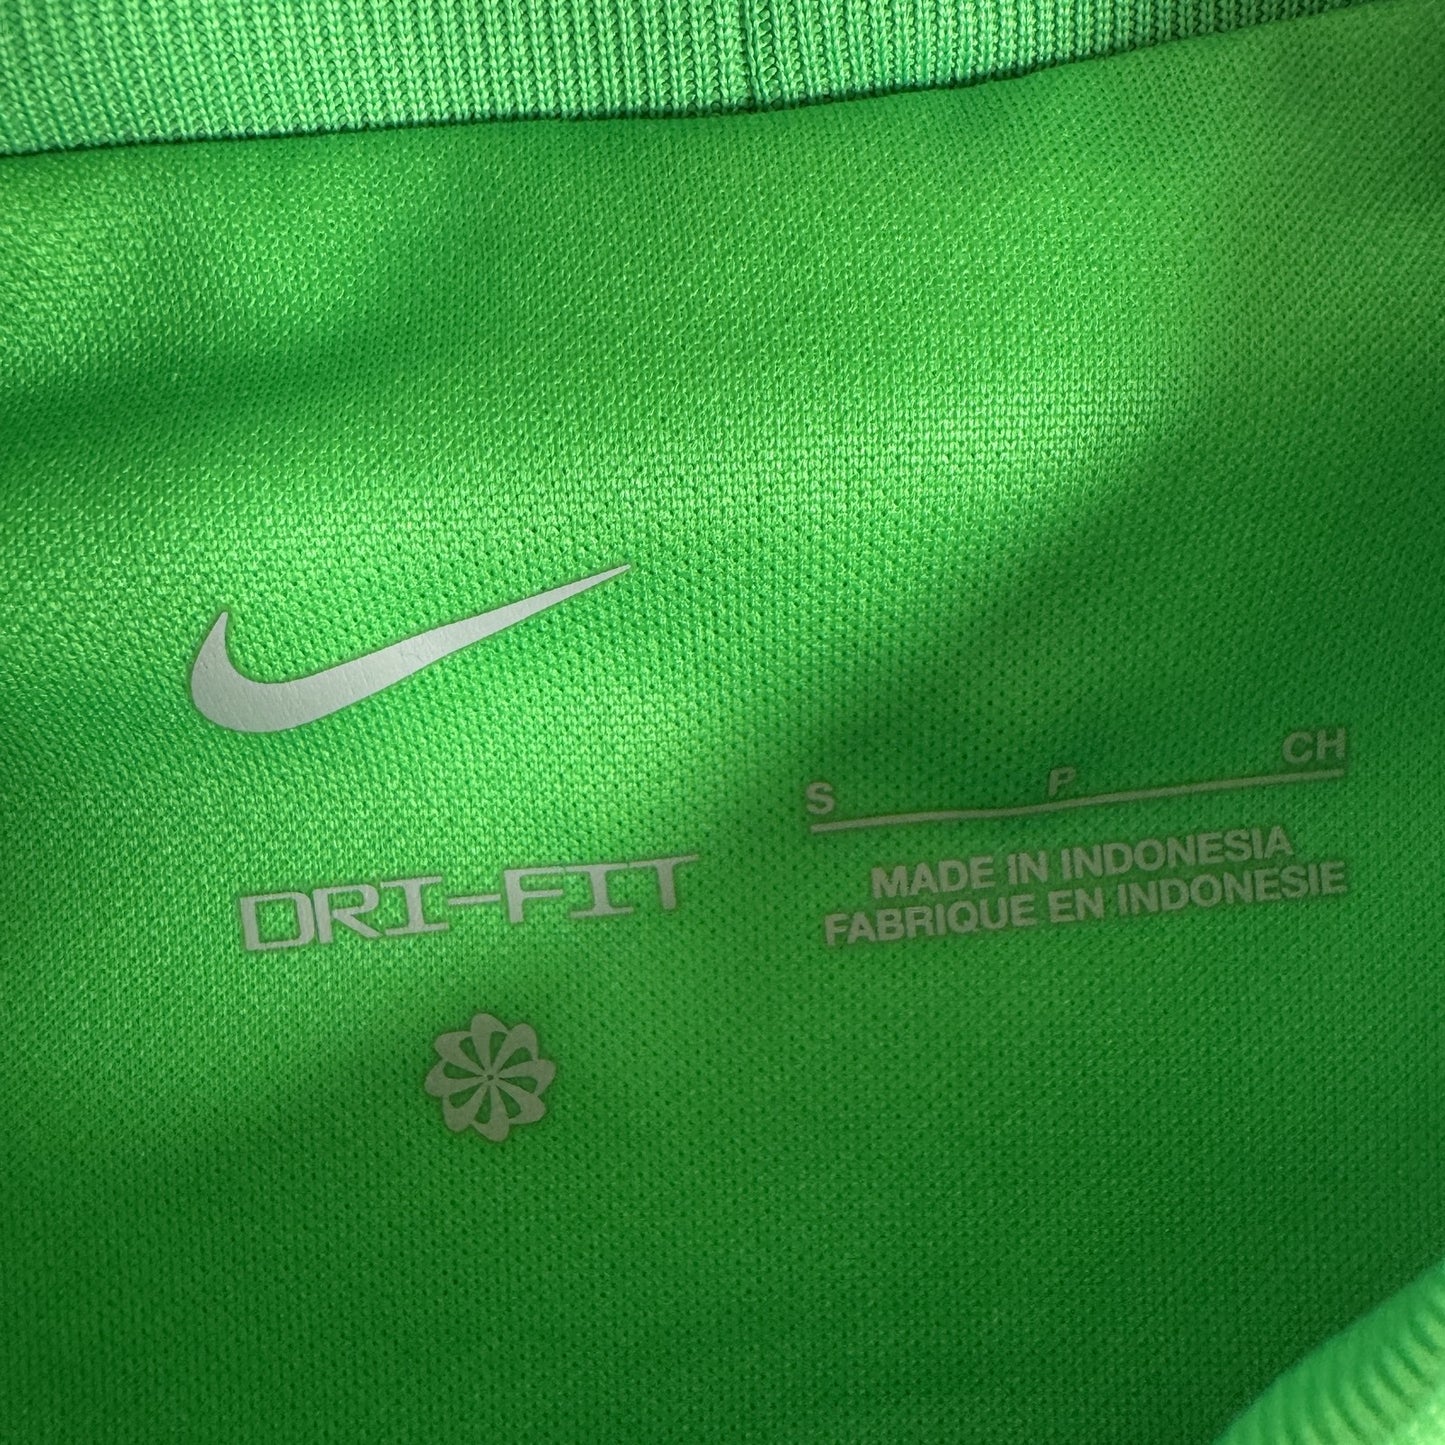 S P CH
MADE IN INDONESIA
FABRIQUE EN INDONESIE
DRI-FIT